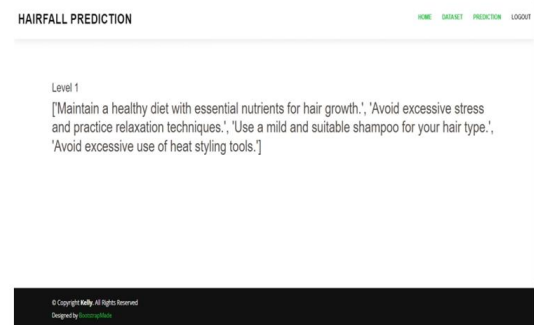 HAIRFALL PREDICTION
HOME DATASET PREDICTION LOGOUT
Level 1
['Maintain a healthy diet with essential nutrients for hair growth.', 'Avoid excessive stress
and practice relaxation techniques.', 'Use a mild and suitable shampoo for your hair type.',
'Avoid excessive use of heat styling tools.']
© Copyright Kelly. All Rights Reserved
Designed by BootstrapMade